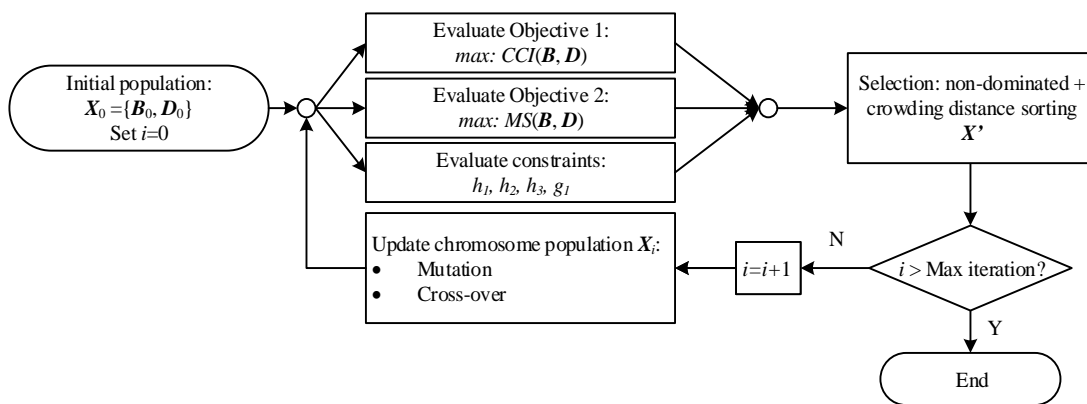 Initial population:
X₀ ={B₀, D₀}
Set i=0
Evaluate Objective 1:
max: CCI(B, D)
Evaluate Objective 2:
max: MS(B, D)
Evaluate constraints:
h₁, h₂, h₃, g₁
Selection: non-dominated +
crowding distance sorting
X’
i > Max iteration?
N
Y
i=i+1
Update chromosome population Xᵢ:
• Mutation
• Cross-over
End